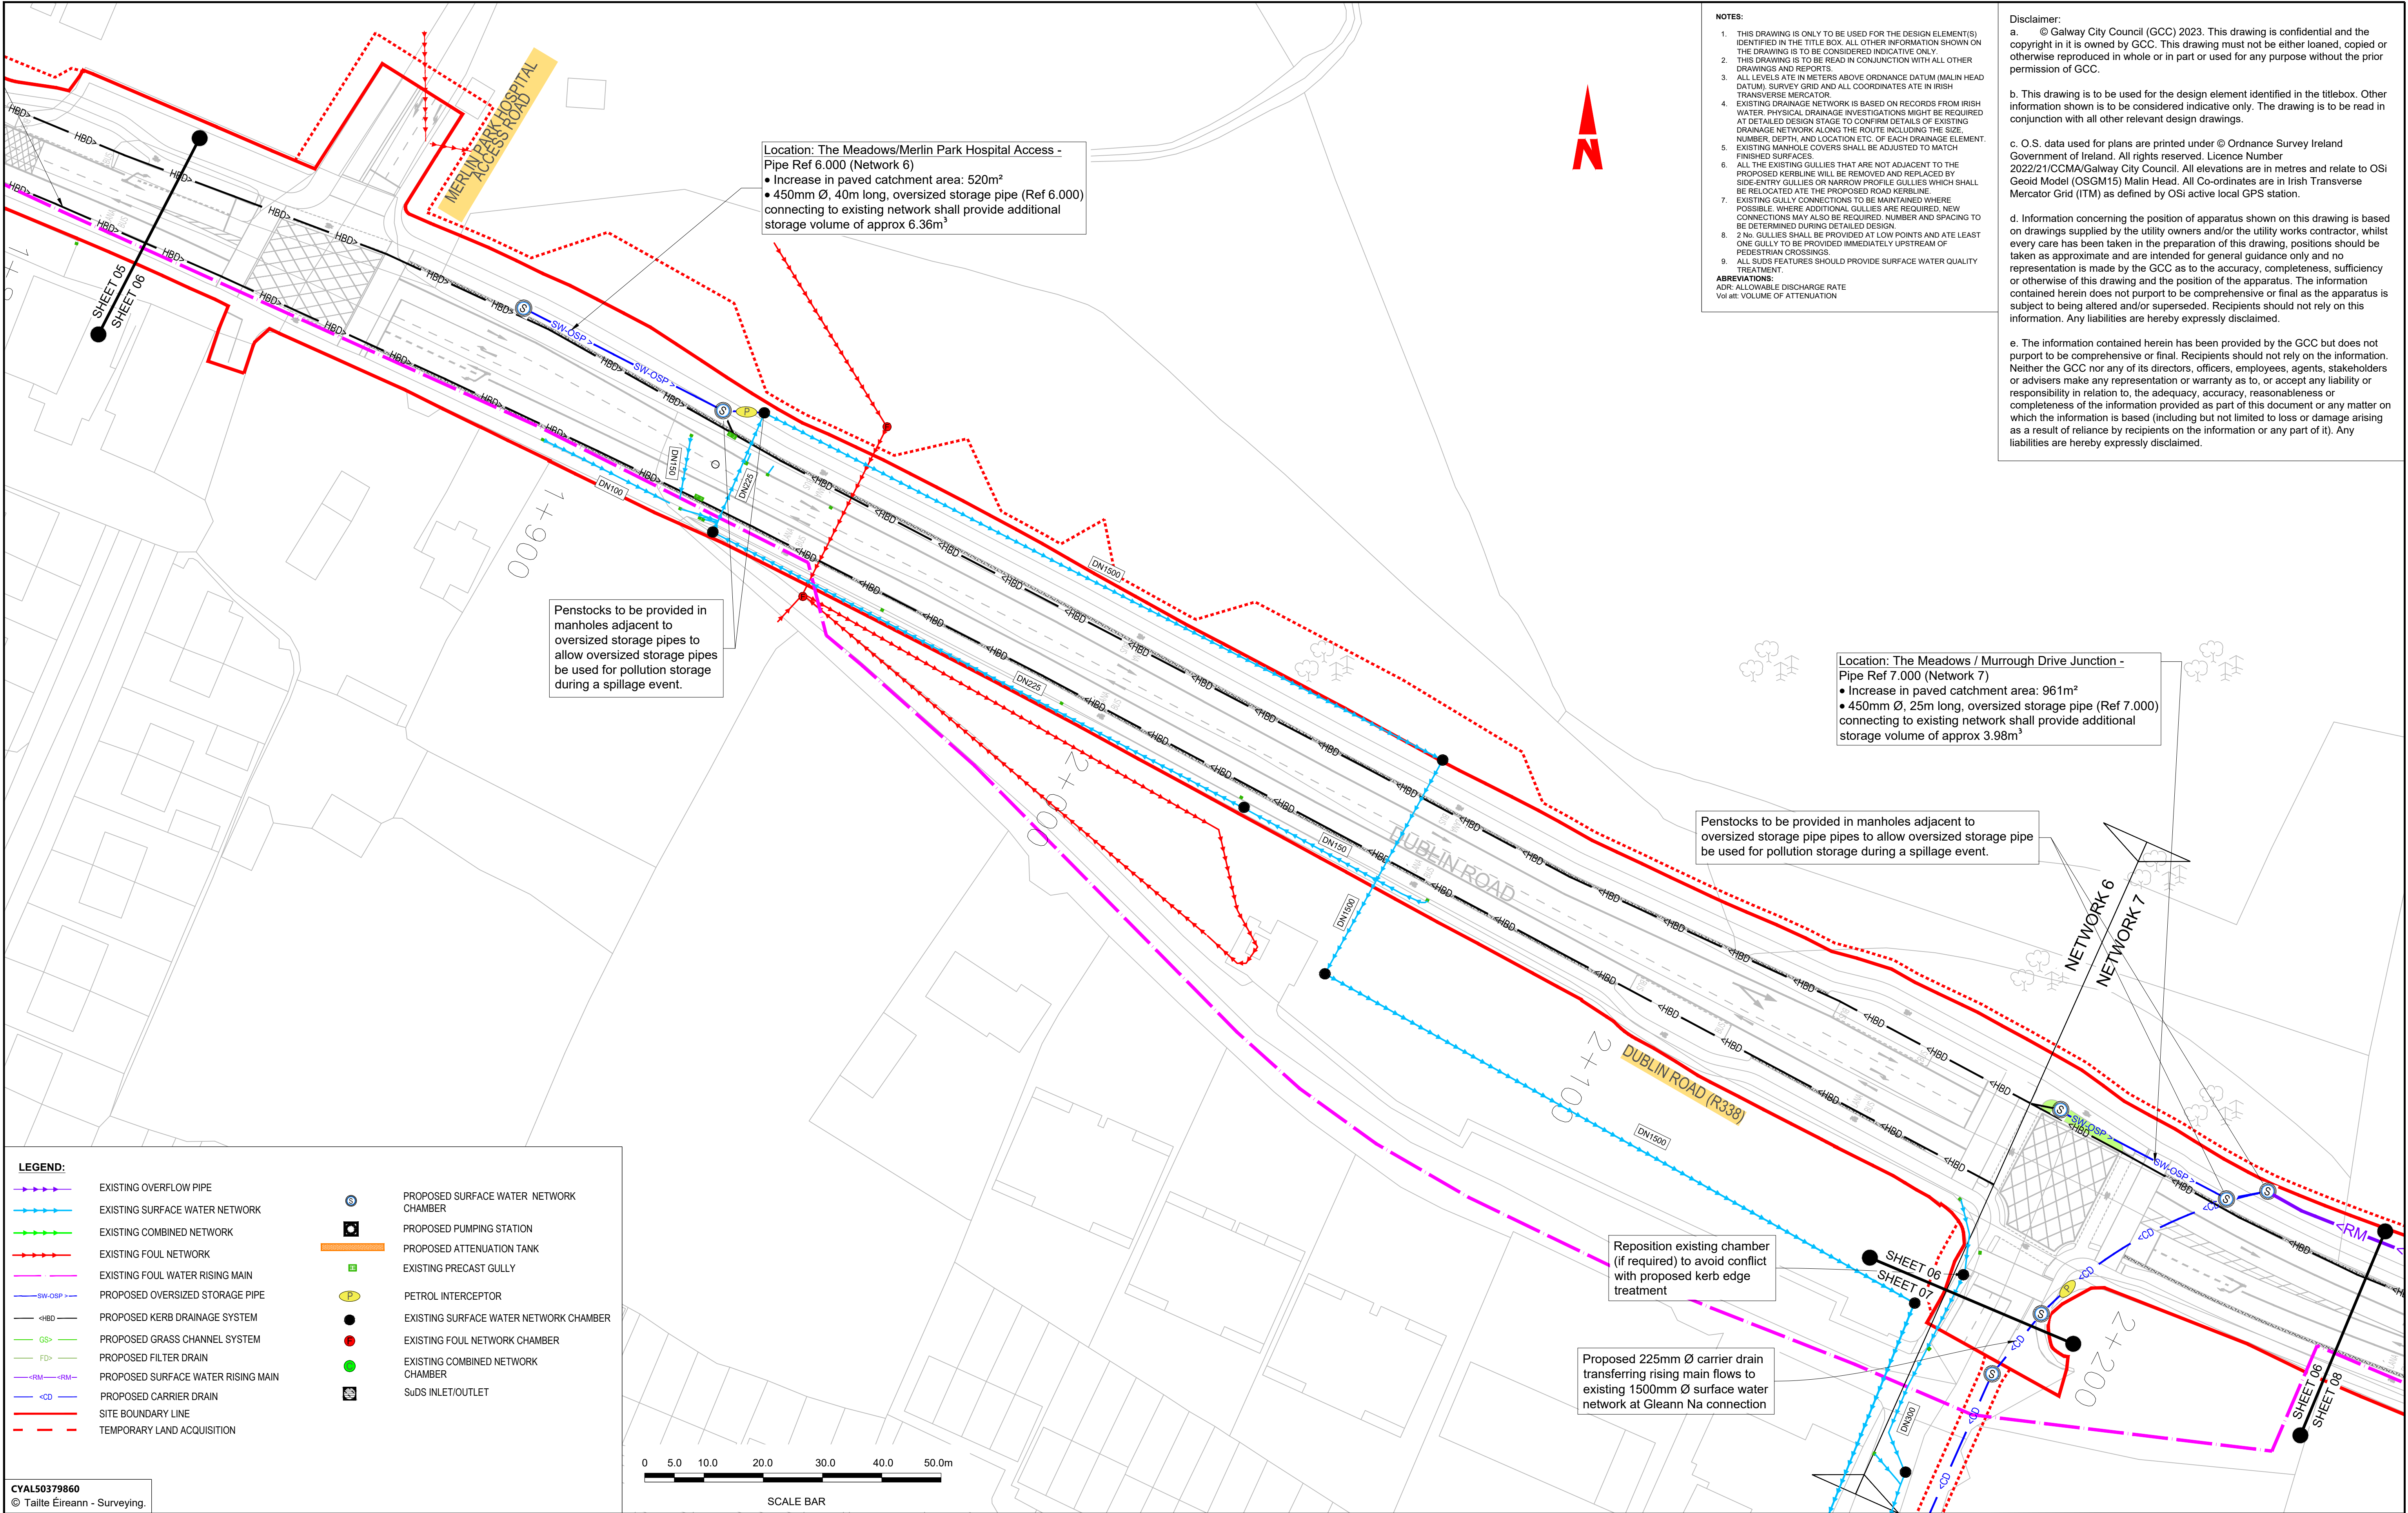 NOTES:
1. THIS DRAWING IS ONLY TO BE USED FOR THE DESIGN ELEMENT(S)
IDENTIFIED IN THE TITLE BOX. ALL OTHER INFORMATION SHOWN ON
THE DRAWING IS TO BE CONSIDERED INDICATIVE ONLY.
2. THIS DRAWING IS TO BE READ IN CONJUNCTION WITH ALL OTHER
DRAWINGS AND REPORTS.
3. ALL LEVELS ATE IN METERS ABOVE ORDNANCE DATUM (MALIN HEAD
DATUM). SURVEY GRID AND ALL COORDINATES ATE IN IRISH
TRANSVERSE MERCATOR.
4. EXISTING DRAINAGE NETWORK IS BASED ON RECORDS FROM IRISH
WATER. PHYSICAL DRAINAGE INVESTIGATIONS MIGHT BE REQUIRED
AT DETAILED DESIGN STAGE TO CONFIRM DETAILS OF EXISTING
DRAINAGE NETWORK ALONG THE ROUTE INCLUDING THE SIZE,
NUMBER, DEPTH, AND LOCATION ETC. OF EACH DRAINAGE ELEMENT.
5. EXISTING MANHOLE COVERS SHALL BE ADJUSTED TO MATCH
FINISHED SURFACES.
6. ALL THE EXISTING GULLIES THAT ARE NOT ADJACENT TO THE
PROPOSED KERBLINE WILL BE REMOVED AND REPLACED BY
SIDE-ENTRY GULLIES OR NARROW PROFILE GULLIES WHICH SHALL
BE RELOCATED ATE THE PROPOSED ROAD KERBLINE.
7. EXISTING GULLY CONNECTIONS TO BE MAINTAINED WHERE
POSSIBLE. WHERE ADDITIONAL GULLIES ARE REQUIRED, NEW
CONNECTIONS MAY ALSO BE REQUIRED. NUMBER AND SPACING TO
BE DETERMINED DURING DETAILED DESIGN.
8. 2 No. GULLIES SHALL BE PROVIDED AT LOW POINTS AND ATE LEAST
ONE GULLY TO BE PROVIDED IMMEDIATELY UPSTREAM OF
PEDESTRIAN CROSSINGS.
9. ALL SUDS FEATURES SHOULD PROVIDE SURFACE WATER QUALITY
TREATMENT.
ABREVIATIONS:
ADR: ALLOWABLE DISCHARGE RATE
Vol att: VOLUME OF ATTENUATION
Disclaimer:
a. © Galway City Council (GCC) 2023. This drawing is confidential and the
copyright in it is owned by GCC. This drawing must not be either loaned, copied or
otherwise reproduced in whole or in part or used for any purpose without the prior
permission of GCC.
b. This drawing is to be used for the design element identified in the titlebox. Other
information shown is to be considered indicative only. The drawing is to be read in
conjunction with all other relevant design drawings.
c. O.S. data used for plans are printed under © Ordnance Survey Ireland
Government of Ireland. All rights reserved. Licence Number
2022/21/CCMA/Galway City Council. All elevations are in metres and relate to OSi
Geoid Model (OSGM15) Malin Head. All Co-ordinates are in Irish Transverse
Mercator Grid (ITM) as defined by OSi active local GPS station.
d. Information concerning the position of apparatus shown on this drawing is based
on drawings supplied by the utility owners and/or the utility works contractor, whilst
every care has been taken in the preparation of this drawing, positions should be
taken as approximate and are intended for general guidance only and no
representation is made by the GCC as to the accuracy, completeness, sufficiency
or otherwise of this drawing and the position of the apparatus. The information
contained herein does not purport to be comprehensive or final as the apparatus is
subject to being altered and/or superseded. Recipients should not rely on this
information. Any liabilities are hereby expressly disclaimed.
e. The information contained herein has been provided by the GCC but does not
purport to be comprehensive or final. Recipients should not rely on the information.
Neither the GCC nor any of its directors, officers, employees, agents, stakeholders
or advisers make any representation or warranty as to, or accept any liability or
responsibility in relation to, the adequacy, accuracy, reasonableness or
completeness of the information provided as part of this document or any matter on
which the information is based (including but not limited to loss or damage arising
as a result of reliance by recipients on the information or any part of it). Any
liabilities are hereby expressly disclaimed.
N
MERLIN PARK HOSPITAL
ACCESS ROAD
SHEET 05
SHEET 06
Location: The Meadows/Merlin Park Hospital Access -
Pipe Ref 6.000 (Network 6)
• Increase in paved catchment area: 520m²
• 450mm Ø, 40m long, oversized storage pipe (Ref 6.000)
connecting to existing network shall provide additional
storage volume of approx 6.36m³
HBD>
HBD>
HBD>
HBD>
HBD>
HBD>
S
SW-OSP >
SW-OSP >
S
P
DN150
DN225
DN100
1+900
Penstocks to be provided in
manholes adjacent to
oversized storage pipes to
allow oversized storage pipes
be used for pollution storage
during a spillage event.
F
F
DN1500
DN225
DN150
DN1500
<HBD
<HBD
<HBD
<HBD
2+000
DUBLIN ROAD
Location: The Meadows / Murrough Drive Junction -
Pipe Ref 7.000 (Network 7)
• Increase in paved catchment area: 961m²
• 450mm Ø, 25m long, oversized storage pipe (Ref 7.000)
connecting to existing network shall provide additional
storage volume of approx 3.98m³
Penstocks to be provided in manholes adjacent to
oversized storage pipe pipes to allow oversized storage pipe
be used for pollution storage during a spillage event.
NETWORK 6
NETWORK 7
2+100
DUBLIN ROAD (R338)
DN1500
S
SW-OSP >
SW-OSP >
S
S
<RM
<CD
<CD
<CD
P
S
<CD
S
<CD
<CD
Reposition existing chamber
(if required) to avoid conflict
with proposed kerb edge
treatment
SHEET 06
SHEET 07
Proposed 225mm Ø carrier drain
transferring rising main flows to
existing 1500mm Ø surface water
network at Gleann Na connection
DN300
2+200
SHEET 06
SHEET 08
LEGEND:
EXISTING OVERFLOW PIPE
EXISTING SURFACE WATER NETWORK
EXISTING COMBINED NETWORK
EXISTING FOUL NETWORK
EXISTING FOUL WATER RISING MAIN
SW-OSP > PROPOSED OVERSIZED STORAGE PIPE
<HBD PROPOSED KERB DRAINAGE SYSTEM
GS> PROPOSED GRASS CHANNEL SYSTEM
FD> PROPOSED FILTER DRAIN
<RM <RM PROPOSED SURFACE WATER RISING MAIN
<CD PROPOSED CARRIER DRAIN
SITE BOUNDARY LINE
TEMPORARY LAND ACQUISITION
S PROPOSED SURFACE WATER NETWORK
CHAMBER
PROPOSED PUMPING STATION
PROPOSED ATTENUATION TANK
EXISTING PRECAST GULLY
P PETROL INTERCEPTOR
EXISTING SURFACE WATER NETWORK CHAMBER
F EXISTING FOUL NETWORK CHAMBER
C EXISTING COMBINED NETWORK
CHAMBER
SuDS INLET/OUTLET
0 5.0 10.0 20.0 30.0 40.0 50.0m
SCALE BAR
CYAL50379860
© Tailte Éireann - Surveying.